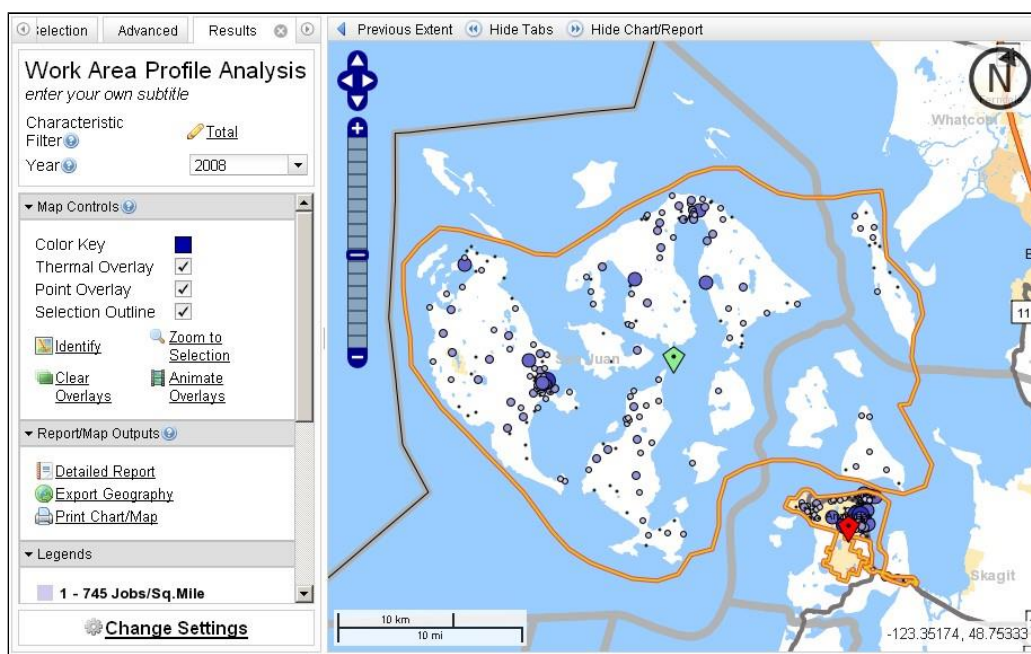 Selection
Advanced
Results
Previous Extent
Hide Tabs
Hide Chart/Report
Work Area Profile Analysis
enter your own subtitle
Characteristic
Filter
Total
Year
2008
Map Controls
Color Key
Thermal Overlay
Point Overlay
Selection Outline
Identify
Zoom to
Selection
Clear
Overlays
Animate
Overlays
Report/Map Outputs
Detailed Report
Export Geography
Print Chart/Map
Legends
1 - 745 Jobs/Sq.Mile
Change Settings
N
Whatcom
11
San Juan
Skagit
10 km
10 mi
-123.35174, 48.75333